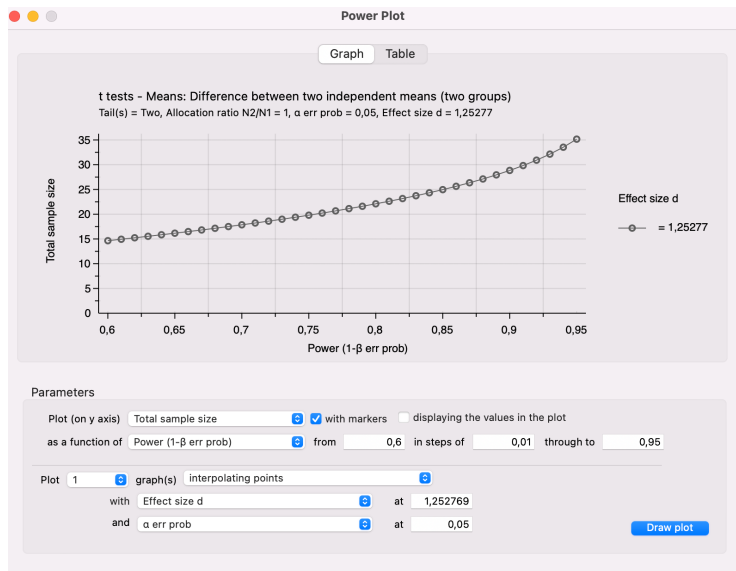 Power Plot
Graph Table
t tests - Means: Difference between two independent means (two groups)
Tail(s) = Two, Allocation ratio N2/N1 = 1, α err prob = 0,05, Effect size d = 1,25277
35
30
25
20
15
10
5
0
Total sample size
0,6 0,65 0,7 0,75 0,8 0,85 0,9 0,95
Power (1-β err prob)
Effect size d
= 1,25277
Parameters
Plot (on y axis) Total sample size with markers displaying the values in the plot
as a function of Power (1-β err prob) from 0,6 in steps of 0,01 through to 0,95
Plot 1 graph(s) interpolating points
with Effect size d at 1,252769
and α err prob at 0,05
Draw plot